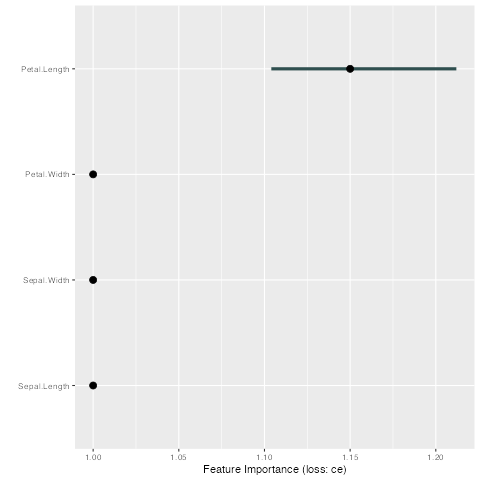 Petal.Length
Petal.Width
Sepal.Width
Sepal.Length
1.00 1.05 1.10 1.15 1.20
Feature Importance (loss: ce)